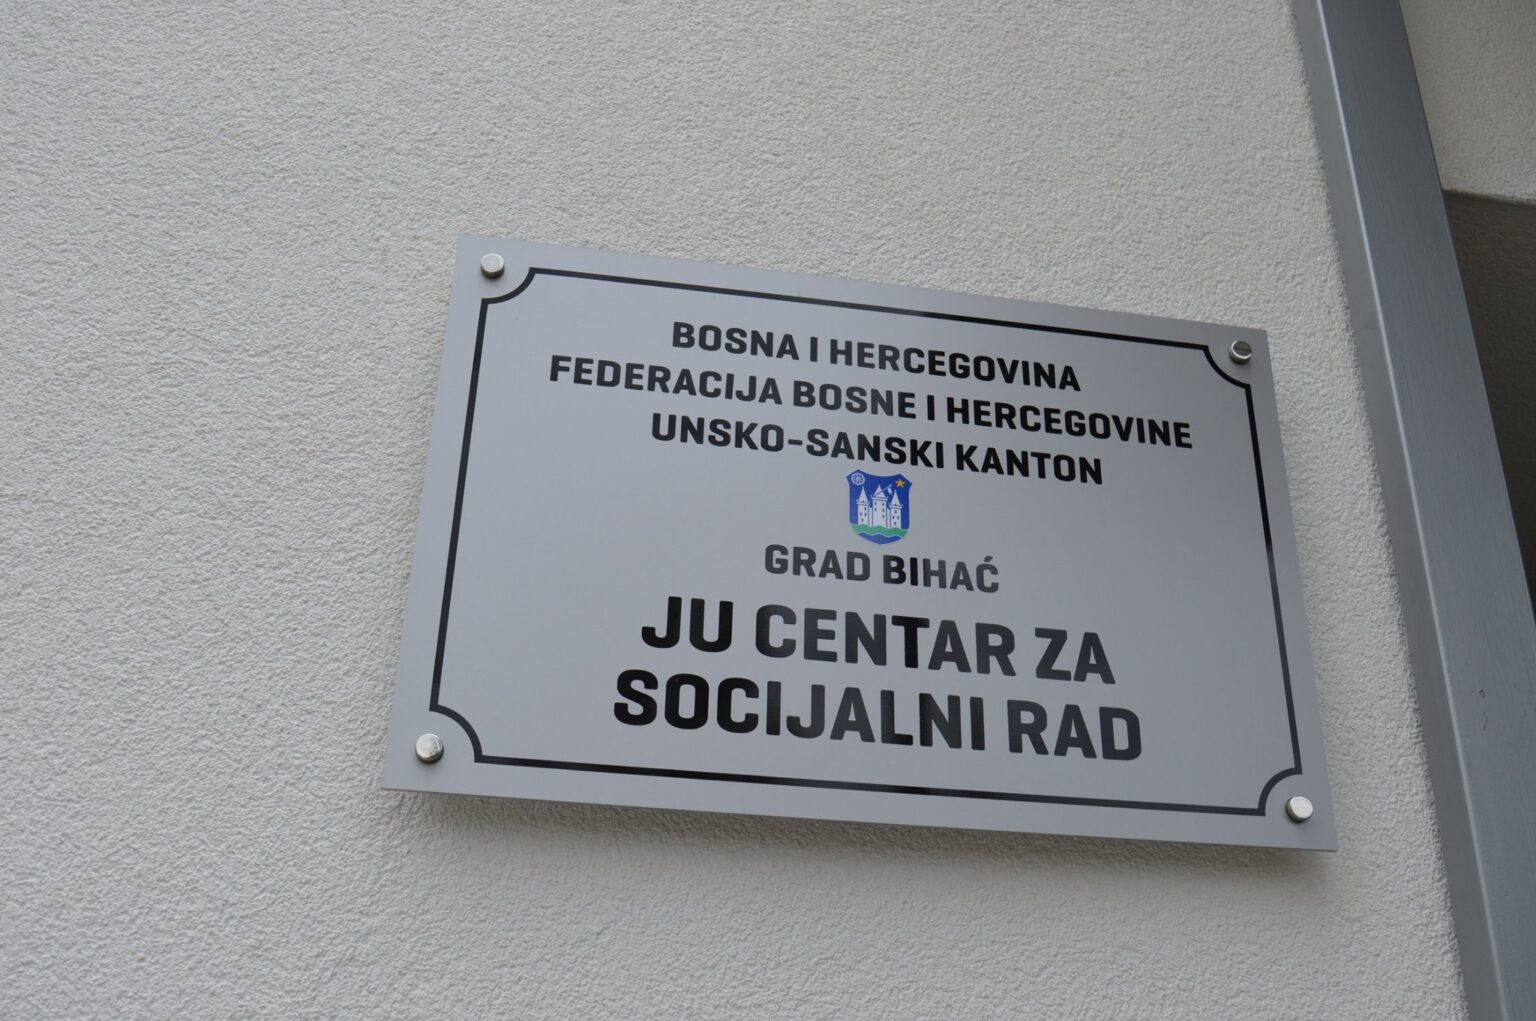 BOSNA I HERCEGOVINA
FEDERACIJA BOSNE I HERCEGOVINE
UNSKO-SANSKI KANTON
GRAD BIHAĆ
JU CENTAR ZA
SOCIJALNI RAD